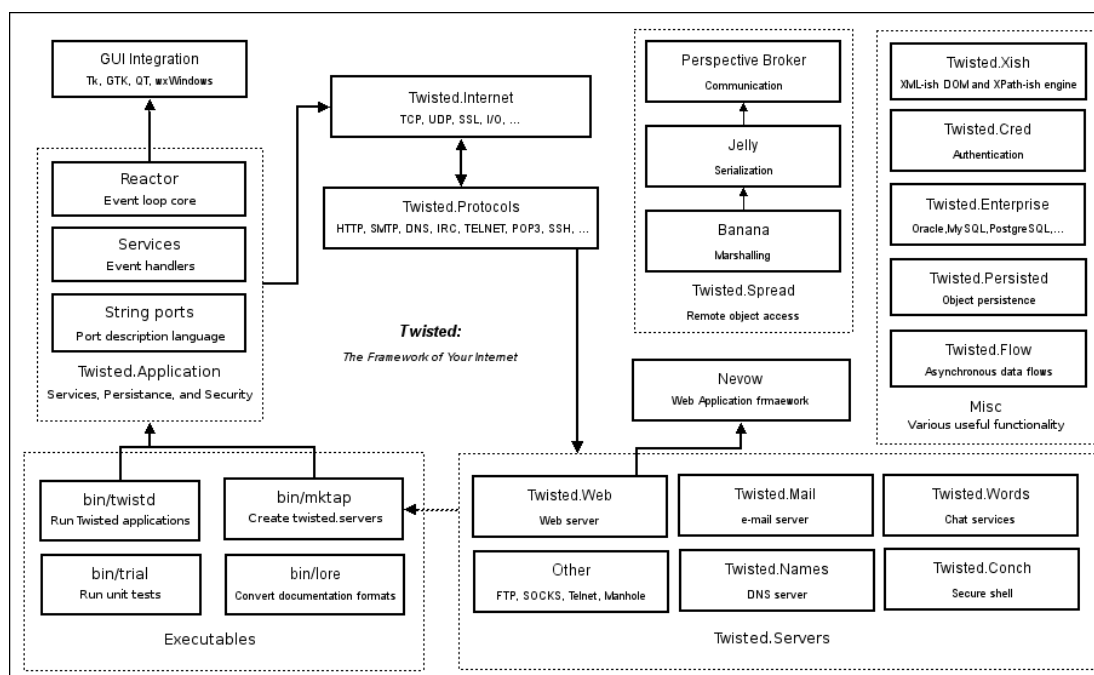 GUI Integration
Tk, GTK, QT, wxWindows
Twisted.Internet
TCP, UDP, SSL, I/O, ...
Perspective Broker
Communication
Twisted.Xish
XML-ish DOM and XPath-ish engine
Jelly
Serialization
Twisted.Cred
Authentication
Reactor
Event loop core
Twisted.Protocols
HTTP, SMTP, DNS, IRC, TELNET, POP3, SSH, ...
Banana
Marshalling
Twisted.Enterprise
Oracle,MySQL,PostgreSQL,...
Services
Event handlers
Twisted.Spread
Remote object access
Twisted.Persisted
Object persistence
String ports
Port description language
Twisted:
The Framework of Your Internet
Twisted.Flow
Asynchronous data flows
Twisted.Application
Services, Persistance, and Security
Nevow
Web Application frmaework
Misc
Various useful functionality
bin/twistd
Run Twisted applications
bin/mktap
Create twisted.servers
bin/trial
Run unit tests
bin/lore
Convert documentation formats
Executables
Twisted.Web
Web server
Twisted.Mail
e-mail server
Twisted.Words
Chat services
Other
FTP, SOCKS, Telnet, Manhole
Twisted.Names
DNS server
Twisted.Conch
Secure shell
Twisted.Servers